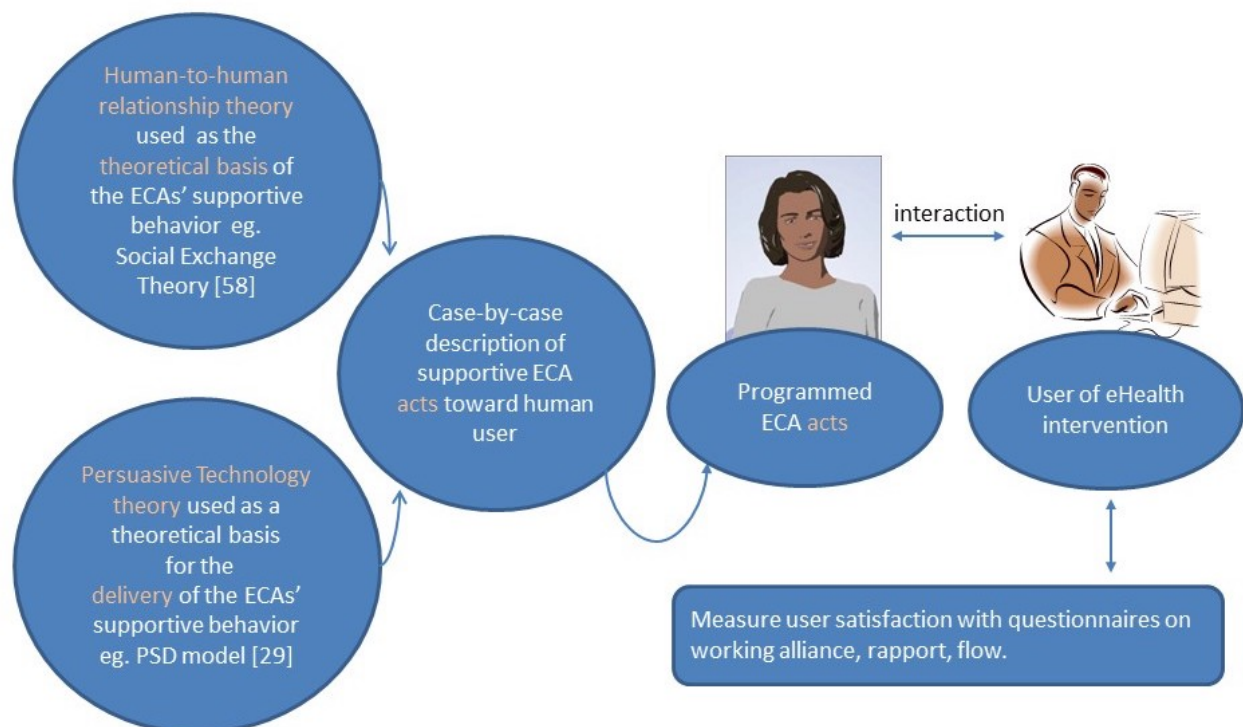 Human-to-human
relationship theory
used as the
theoretical basis of
the ECAs' supportive
behavior eg.
Social Exchange
Theory [58]
Persuasive Technology
theory used as a
theoretical basis
for the
delivery of the ECAs'
supportive behavior
eg. PSD model [29]
Case-by-case
description of
supportive ECA
acts toward human
user
Programmed
ECA acts
interaction
User of eHealth
intervention
Measure user satisfaction with questionnaires on
working alliance, rapport, flow.